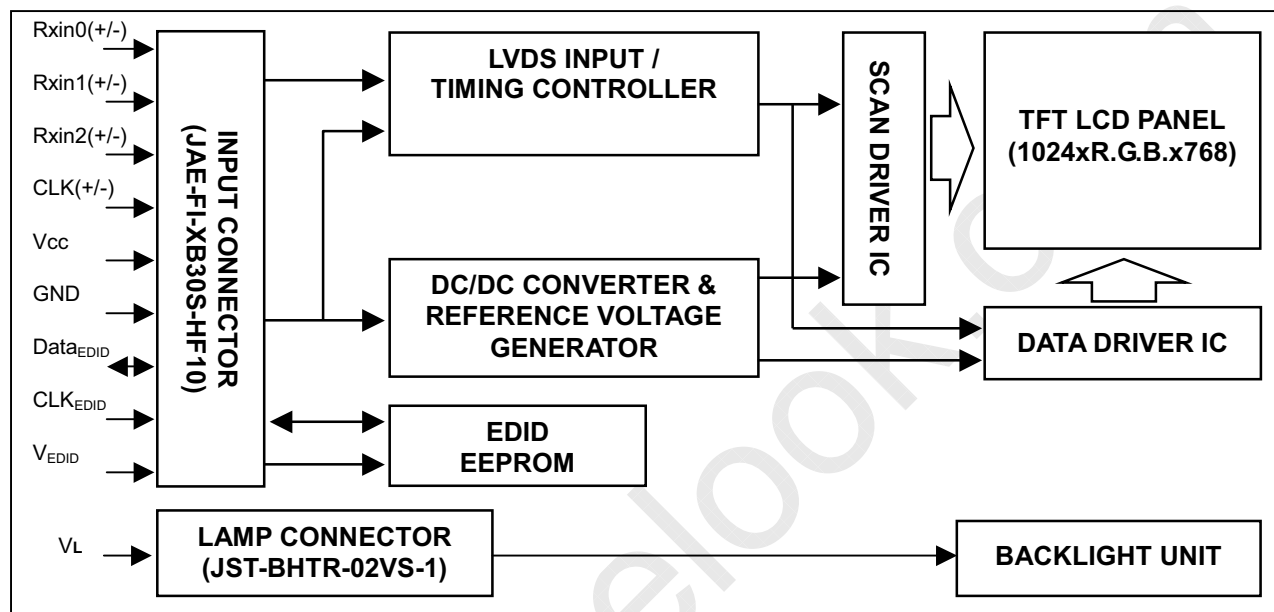 Rxin0(+/-)
Rxin1(+/-)
Rxin2(+/-)
CLK(+/-)
Vcc
GND
DataEDID
CLKEDID
VEDID
INPUT CONNECTOR
(JAE-FI-XB30S-HF10)
LVDS INPUT /
TIMING CONTROLLER
DC/DC CONVERTER &
REFERENCE VOLTAGE
GENERATOR
EDID
EEPROM
SCAN DRIVER IC
TFT LCD PANEL
(1024xR.G.B.x768)
DATA DRIVER IC
VL
LAMP CONNECTOR
(JST-BHTR-02VS-1)
BACKLIGHT UNIT